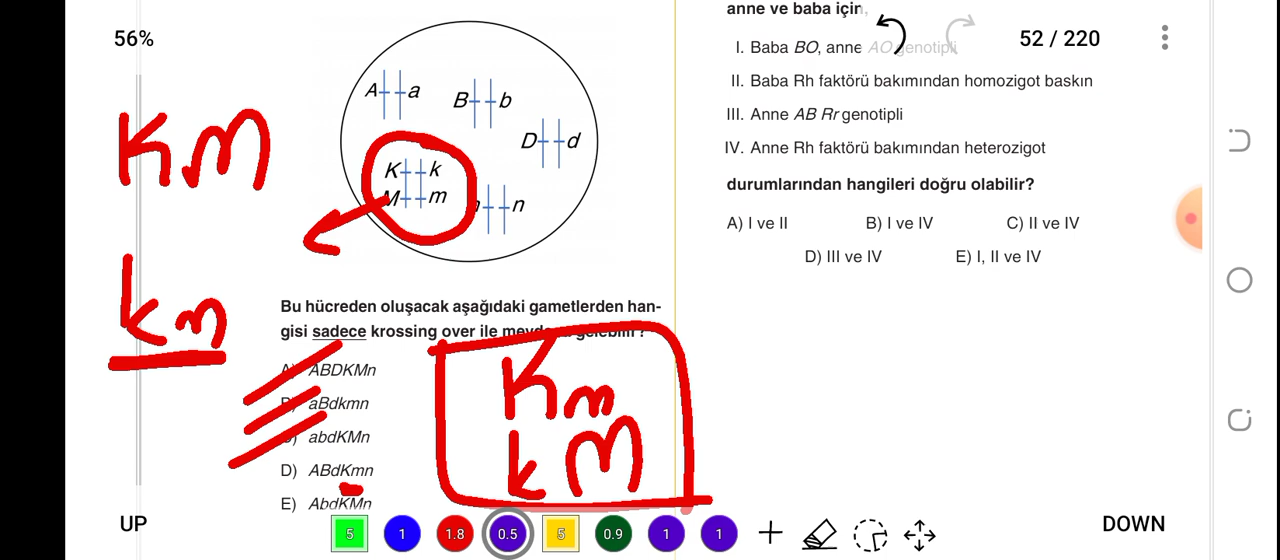 56%
52 / 220
A a
B b
D d
K k
M m
n n
KM
km
Bu hücreden oluşacak aşağıdaki gametlerden han-
gisi sadece krossing over ile meydana gelebilir?
A) ABDKMn
B) aBdkmn
C) abdKMn
D) ABdKmn
E) AbdKMn
Km
kM
anne ve baba için,
I. Baba BO, anne AO genotipli
II. Baba Rh faktörü bakımından homozigot baskın
III. Anne AB Rr genotipli
IV. Anne Rh faktörü bakımından heterozigot
durumlarından hangileri doğru olabilir?
A) I ve II B) I ve IV C) II ve IV
D) III ve IV E) I, II ve IV
UP
5 1 1.8 0.5 5 0.9 1 1
DOWN